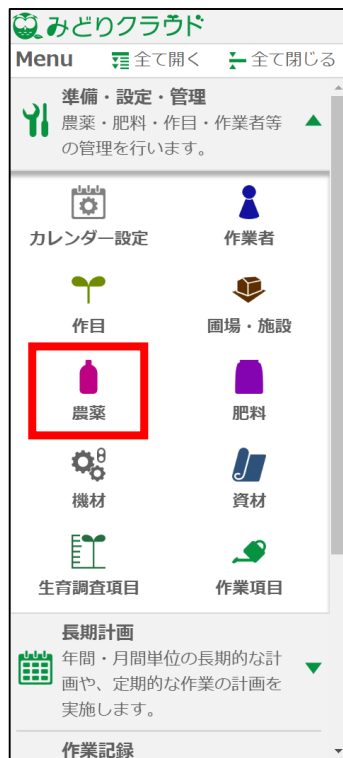 みどりクラウド
Menu 全て開く 全て閉じる
準備・設定・管理
農薬・肥料・作目・作業者等
の管理を行います。
カレンダー設定 作業者
作目 圃場・施設
農薬 肥料
機材 資材
生育調査項目 作業項目
長期計画
年間・月間単位の長期的な計
画や、定期的な作業の計画を
実施します。
作業記録